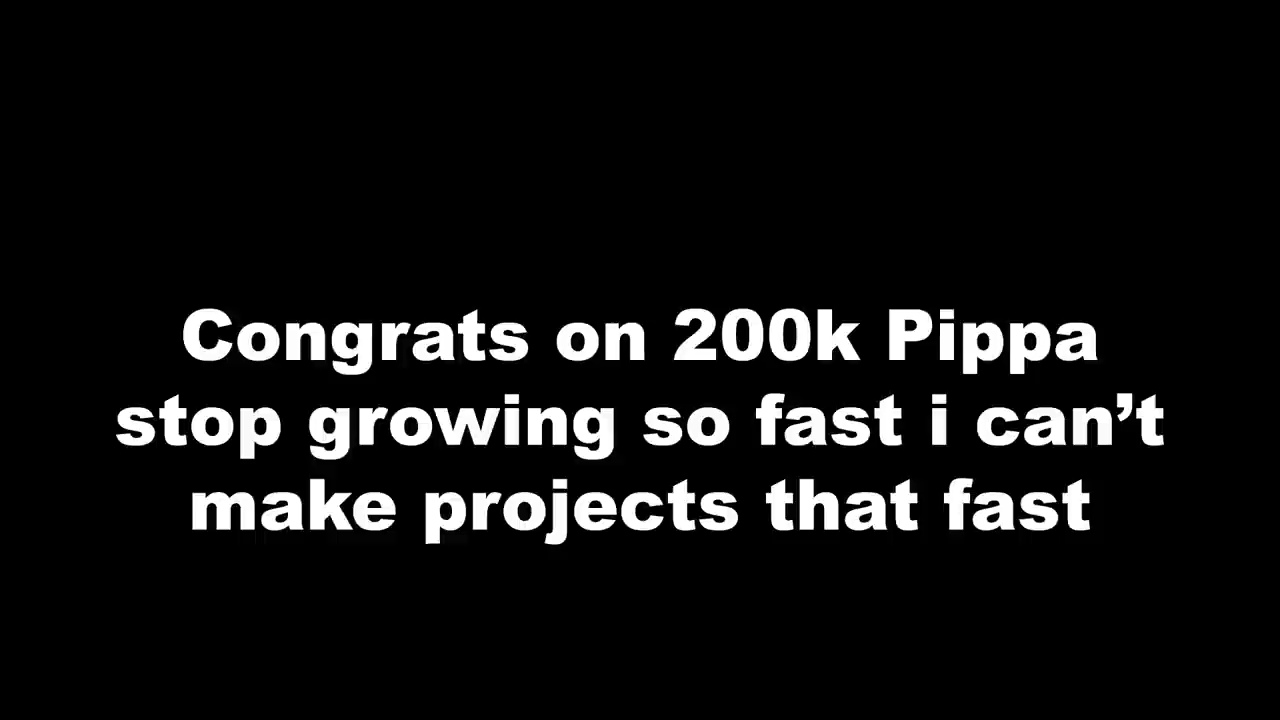 Congrats on 200k Pippa
stop growing so fast i can’t
make projects that fast